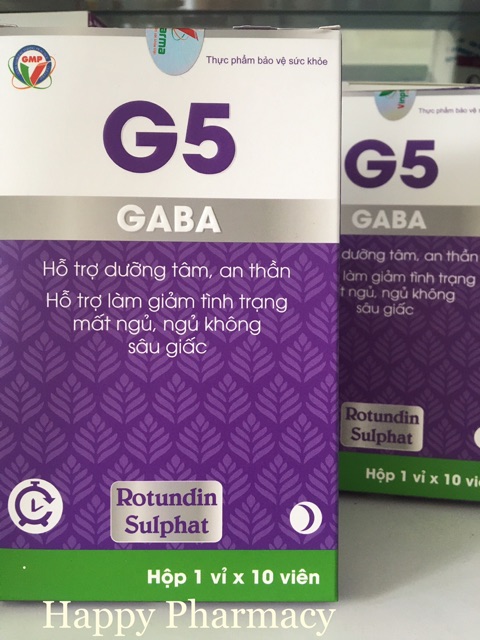 GMP
Thực phẩm bảo vệ sức khỏe
G5
GABA
Hỗ trợ dưỡng tâm, an thần
Hỗ trợ làm giảm tình trạng
mất ngủ, ngủ không
sâu giấc
Rotundin
Sulphat
Hộp 1 vỉ x 10 viên
Thực phẩm bảo vệ
G5
GABA
dưỡng tâm, an thần
làm giảm tình trạng
ngủ, ngủ không
sâu giấc
Rotundin
Sulphat
Hộp 1 vỉ x 10
Happy Pharmacy